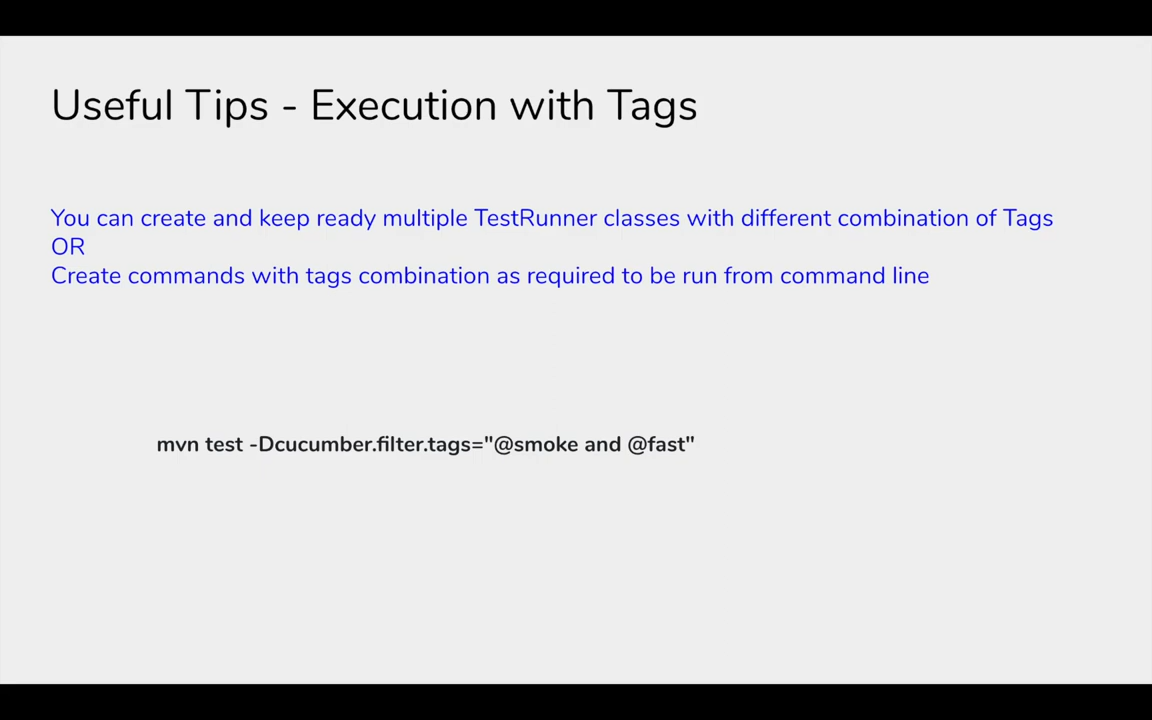 Useful Tips - Execution with Tags
You can create and keep ready multiple TestRunner classes with different combination of Tags
OR
Create commands with tags combination as required to be run from command line
mvn test -Dcucumber.filter.tags="@smoke and @fast"